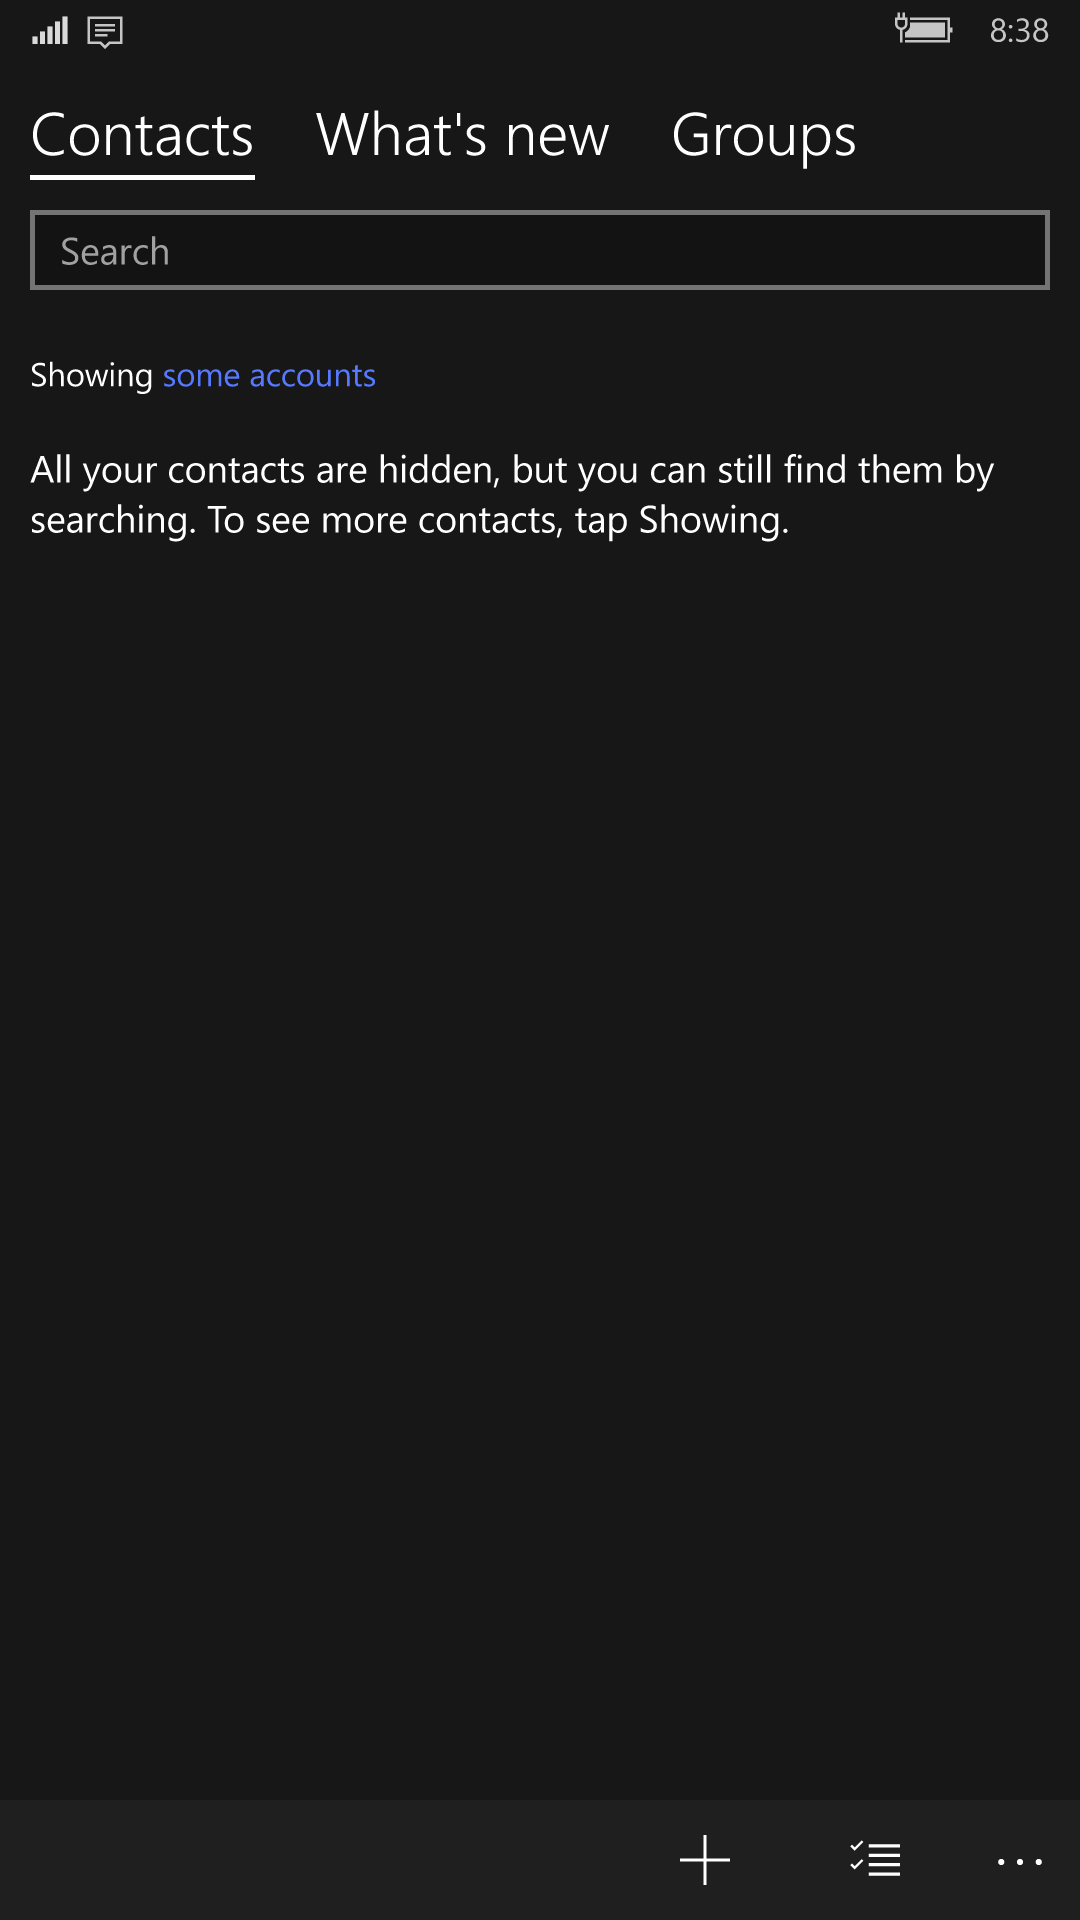 8:38
Contacts What's new Groups
Search
Showing some accounts
All your contacts are hidden, but you can still find them by
searching. To see more contacts, tap Showing.